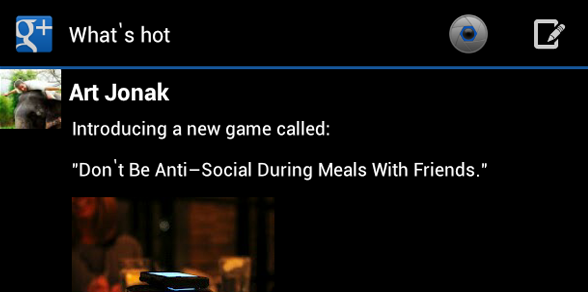 g+ What's hot
Art Jonak
Introducing a new game called:
"Don't Be Anti-Social During Meals With Friends."